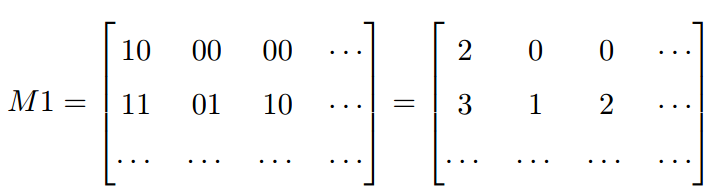 10 00 00 ⋯ 2 0 0 ⋯
M1 = 11 01 10 ⋯ = 3 1 2 ⋯
⋯ ⋯ ⋯ ⋯ ⋯ ⋯ ⋯ ⋯